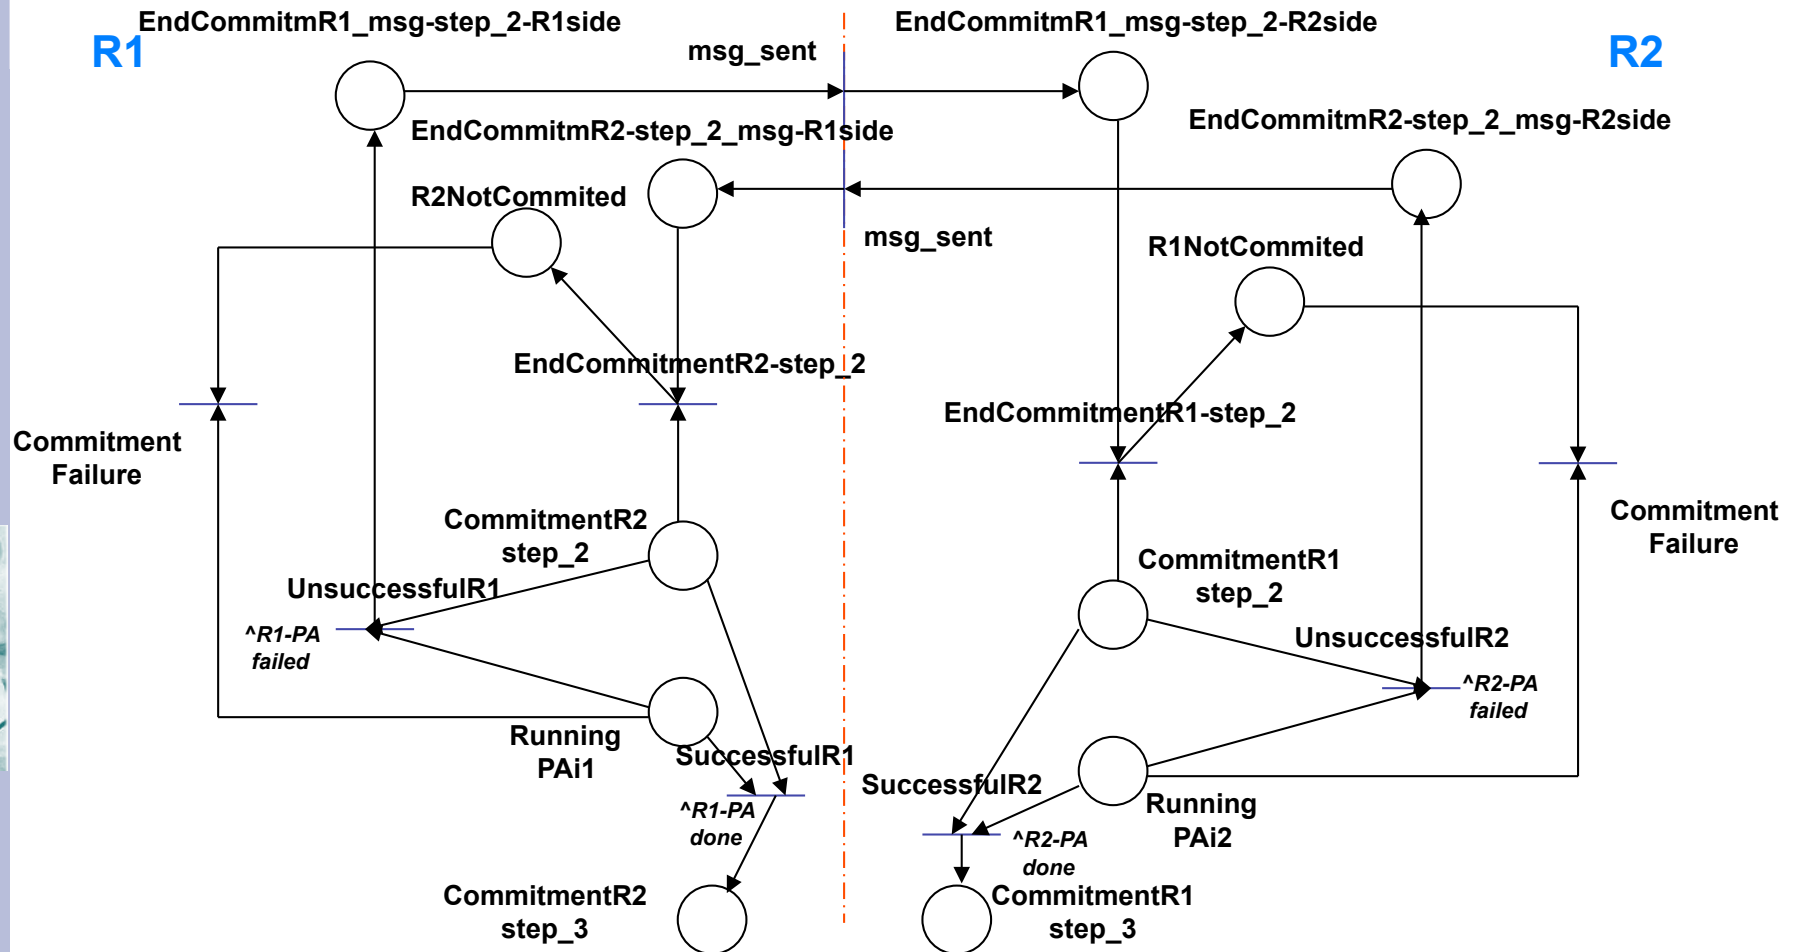 EndCommitmR1_msg-step_2-R1side
EndCommitmR1_msg-step_2-R2side
R1
msg_sent
R2
EndCommitmR2-step_2_msg-R1side
EndCommitmR2-step_2_msg-R2side
R2NotCommited
msg_sent
R1NotCommited
EndCommitmentR2-step_2
EndCommitmentR1-step_2
Commitment
Failure
Commitment
Failure
CommitmentR2
step_2
CommitmentR1
step_2
UnsuccessfulR1
^R1-PA
failed
UnsuccessfulR2
^R2-PA
failed
Running
PAi1
SuccessfulR1
^R1-PA
done
SuccessfulR2
Running
PAi2
^R2-PA
done
CommitmentR2
step_3
CommitmentR1
step_3